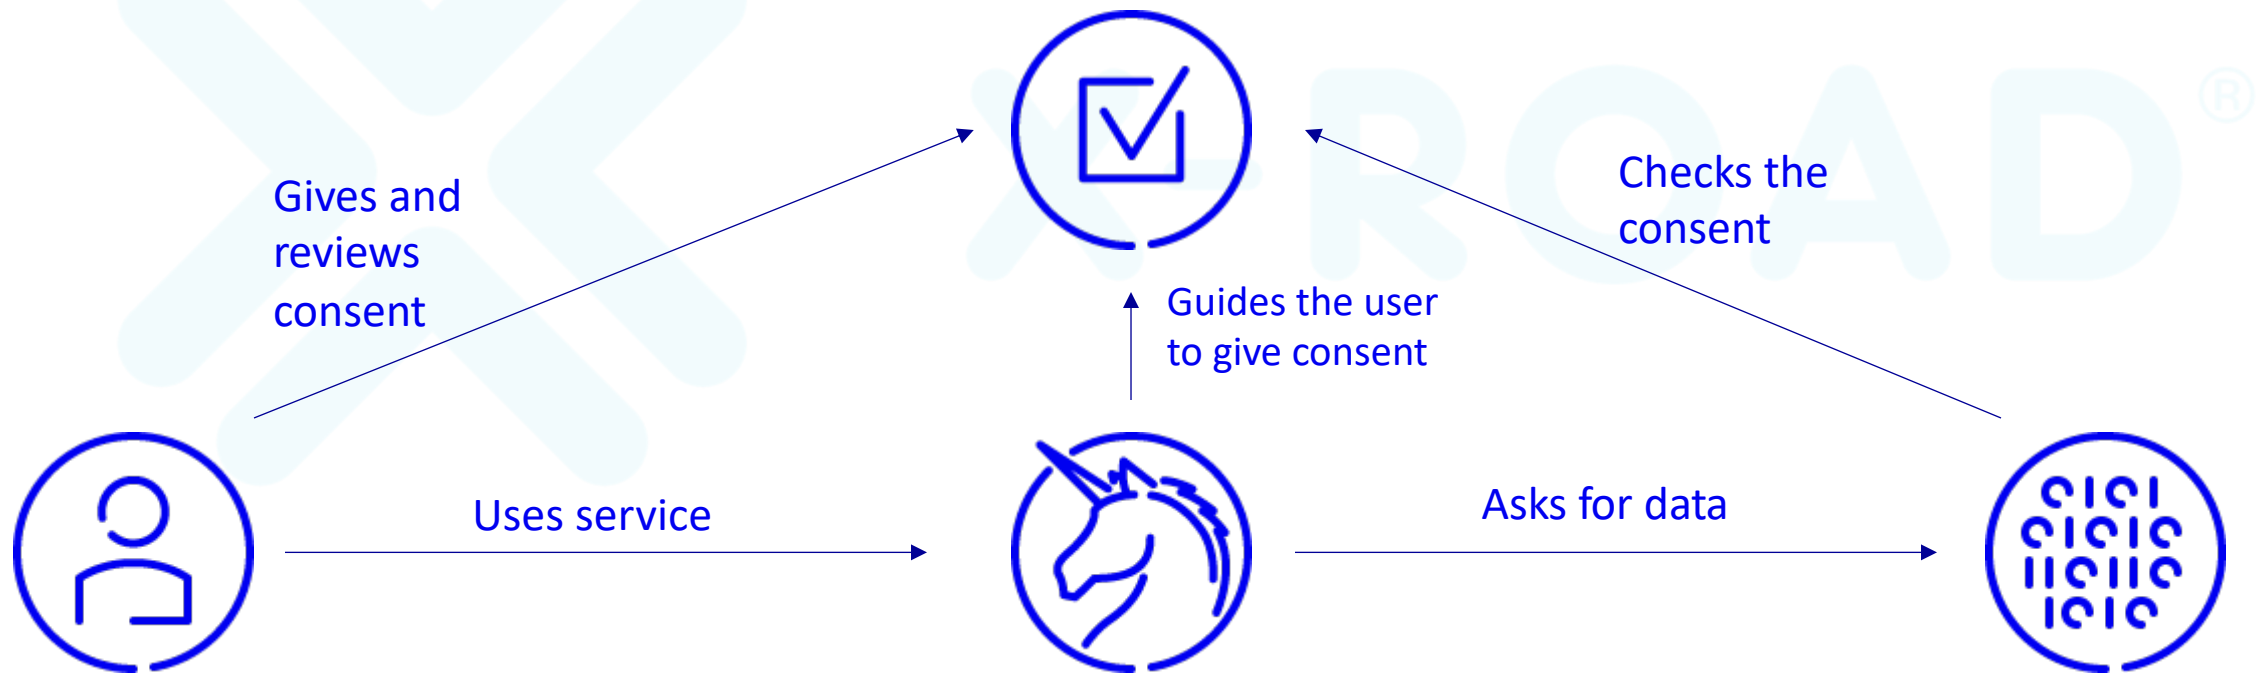 X-ROAD®
Gives and
reviews
consent
Checks the
consent
Guides the user
to give consent
Uses service
Asks for data